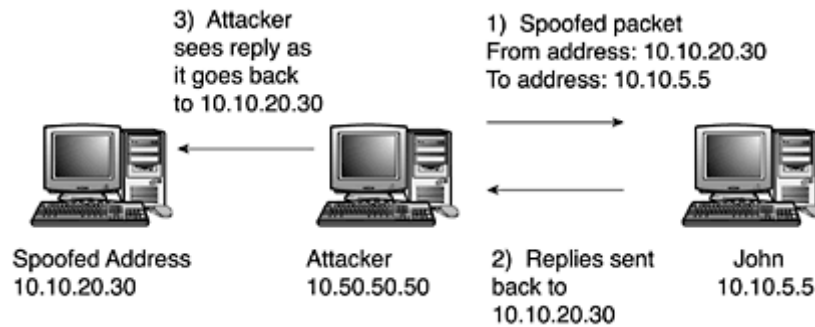 3) Attacker
sees reply as
it goes back
to 10.10.20.30
1) Spoofed packet
From address: 10.10.20.30
To address: 10.10.5.5
Spoofed Address
10.10.20.30
Attacker
10.50.50.50
2) Replies sent
back to
10.10.20.30
John
10.10.5.5